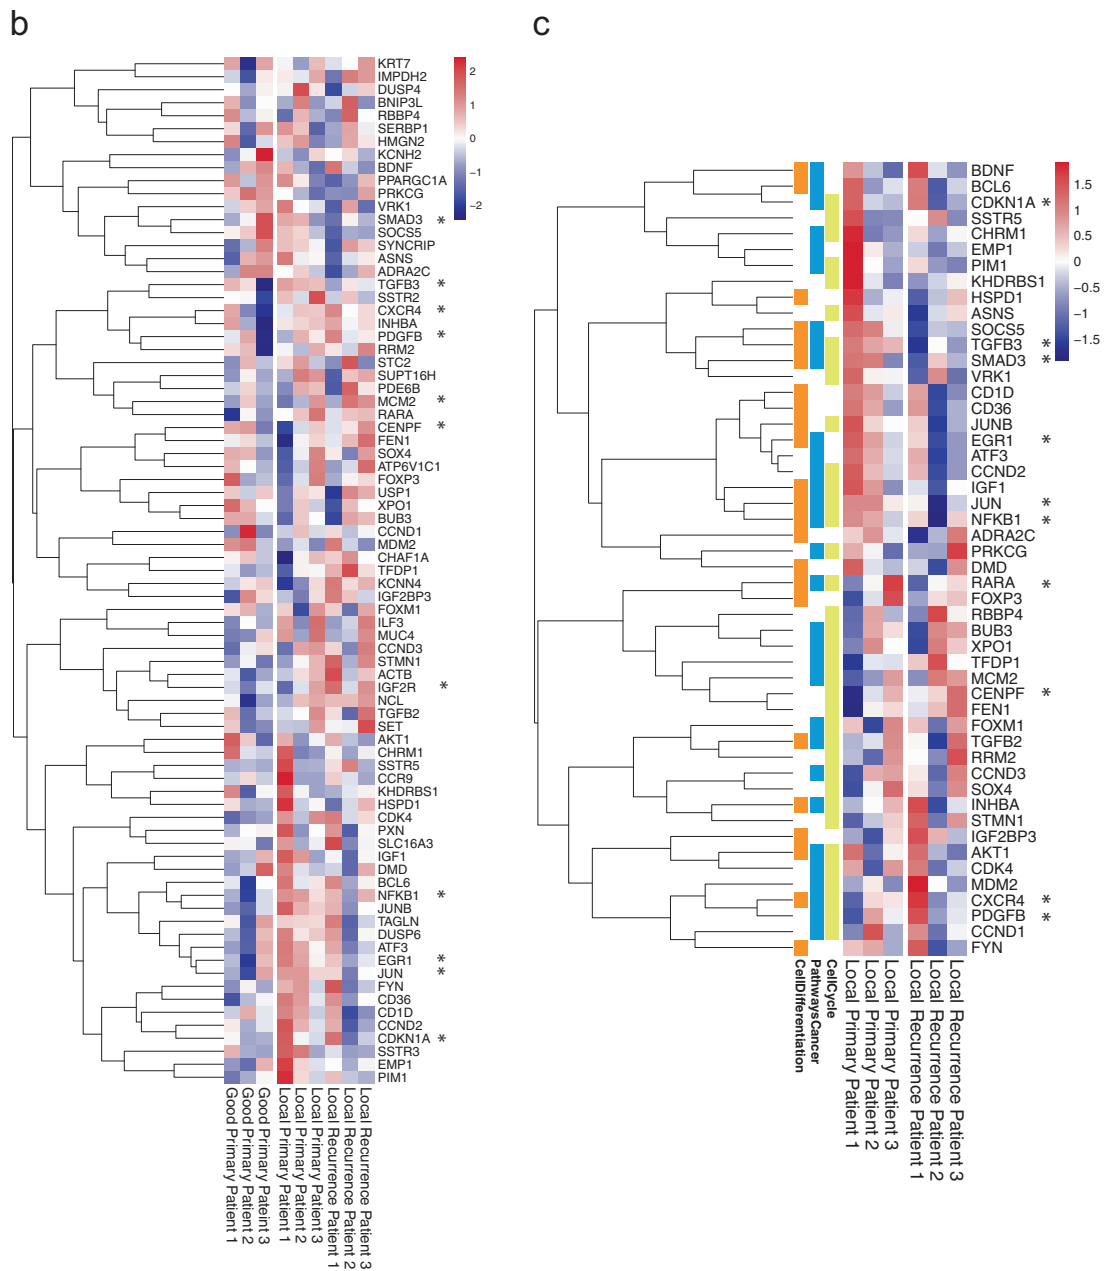 b
KRT7
IMPDH2
DUSP4
BNIP3L
RBBP4
SERBP1
HMGN2
KCNH2
BDNF
PPARGC1A
PRKCG
VRK1
SMAD3 *
SOCS5
SYNCRIP
ASNS
ADRA2C
TGFB3 *
SSTR2
CXCR4 *
INHBA
PDGFB *
RRM2
STC2
SUPT16H
PDE6B
MCM2 *
RARA
CENPF *
FEN1
SOX4
ATP6V1C1
FOXP3
USP1
XPO1
BUB3
CCND1
MDM2
CHAF1A
TFDP1
KCNN4
IGF2BP3
FOXM1
ILF3
MUC4
CCND3
STMN1
ACTB
IGF2R *
NCL
TGFB2
SET
AKT1
CHRM1
SSTR5
CCR9
KHDRBS1
HSPD1
CDK4
PXN
SLC16A3
IGF1
DMD
BCL6
NFKB1 *
JUNB
TAGLN
DUSP6
ATF3
EGR1 *
JUN *
FYN
CD36
CD1D
CCND2
CDKN1A *
SSTR3
EMP1
PIM1
2
1
0
−1
−2
Good Primary Patient 1
Good Primary Patient 2
Good Primary Pateint 3
Local Primary Patient 1
Local Primary Patient 2
Local Primary Patient 3
Local Recurrence Patient 1
Local Recurrence Patient 2
Local Recurrence Patient 3
c
BDNF
BCL6
CDKN1A *
SSTR5
CHRM1
EMP1
PIM1
KHDRBS1
HSPD1
ASNS
SOCS5
TGFB3 *
SMAD3 *
VRK1
CD1D
CD36
JUNB
EGR1 *
ATF3
CCND2
IGF1
JUN *
NFKB1 *
ADRA2C
PRKCG
DMD
RARA *
FOXP3
RBBP4
BUB3
XPO1
TFDP1
MCM2
CENPF *
FEN1
FOXM1
TGFB2
RRM2
CCND3
SOX4
INHBA
STMN1
IGF2BP3
AKT1
CDK4
MDM2
CXCR4 *
PDGFB *
CCND1
FYN
1.5
1
0.5
0
−0.5
−1
−1.5
CellDifferentiation
PathwaysCancer
CellCycle
Local Primary Patient 1
Local Primary Patient 2
Local Primary Patient 3
Local Recurrence Patient 1
Local Recurrence Patient 2
Local Recurrence Patient 3